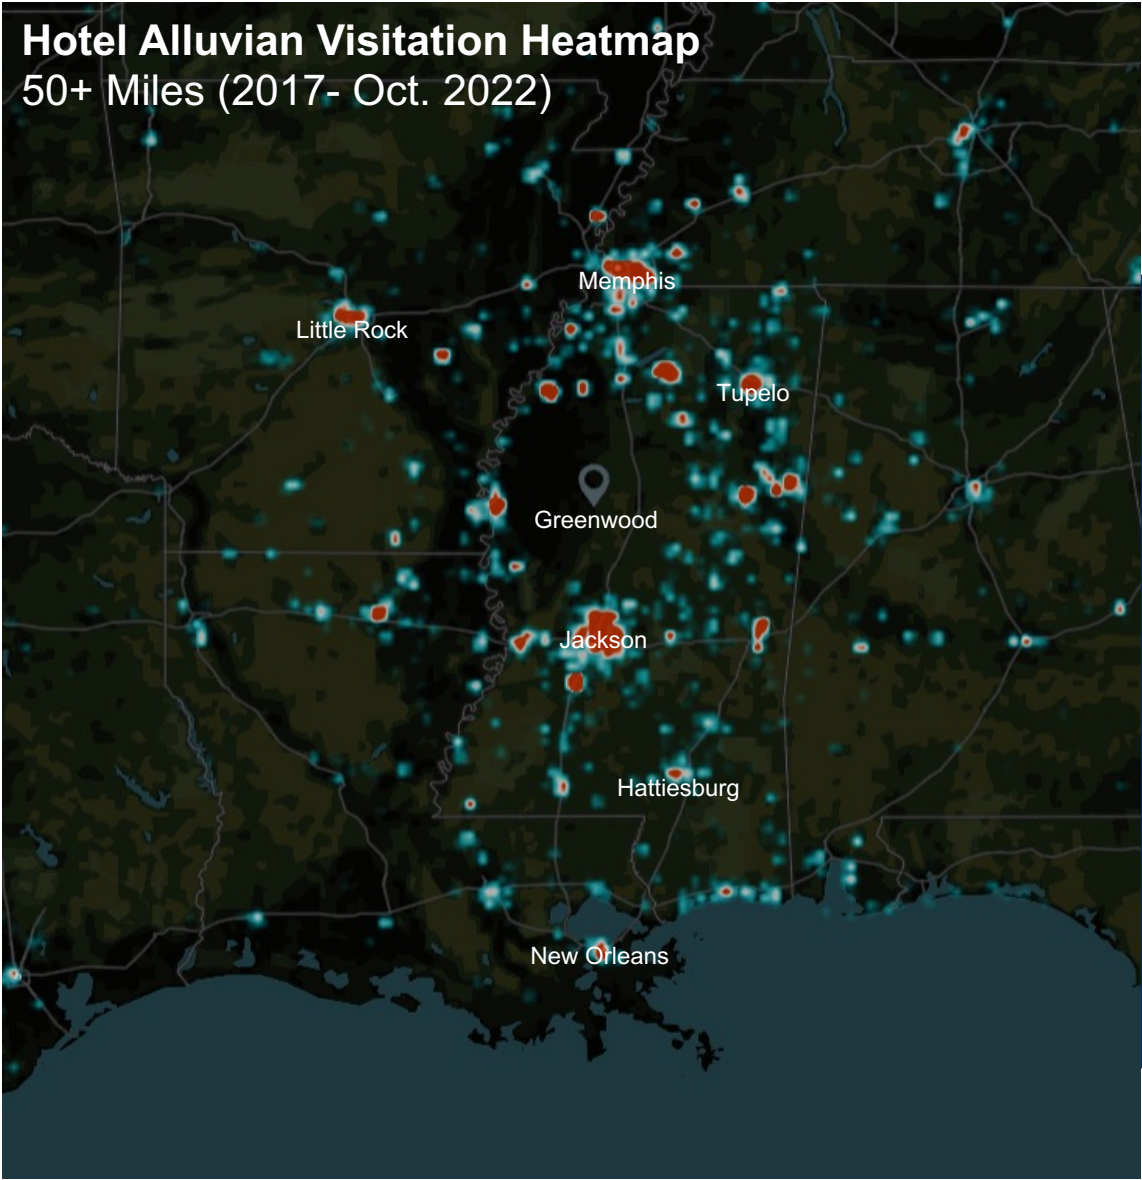 Hotel Alluvian Visitation Heatmap
50+ Miles (2017- Oct. 2022)
Memphis
Little Rock
Tupelo
Greenwood
Jackson
Hattiesburg
New Orleans